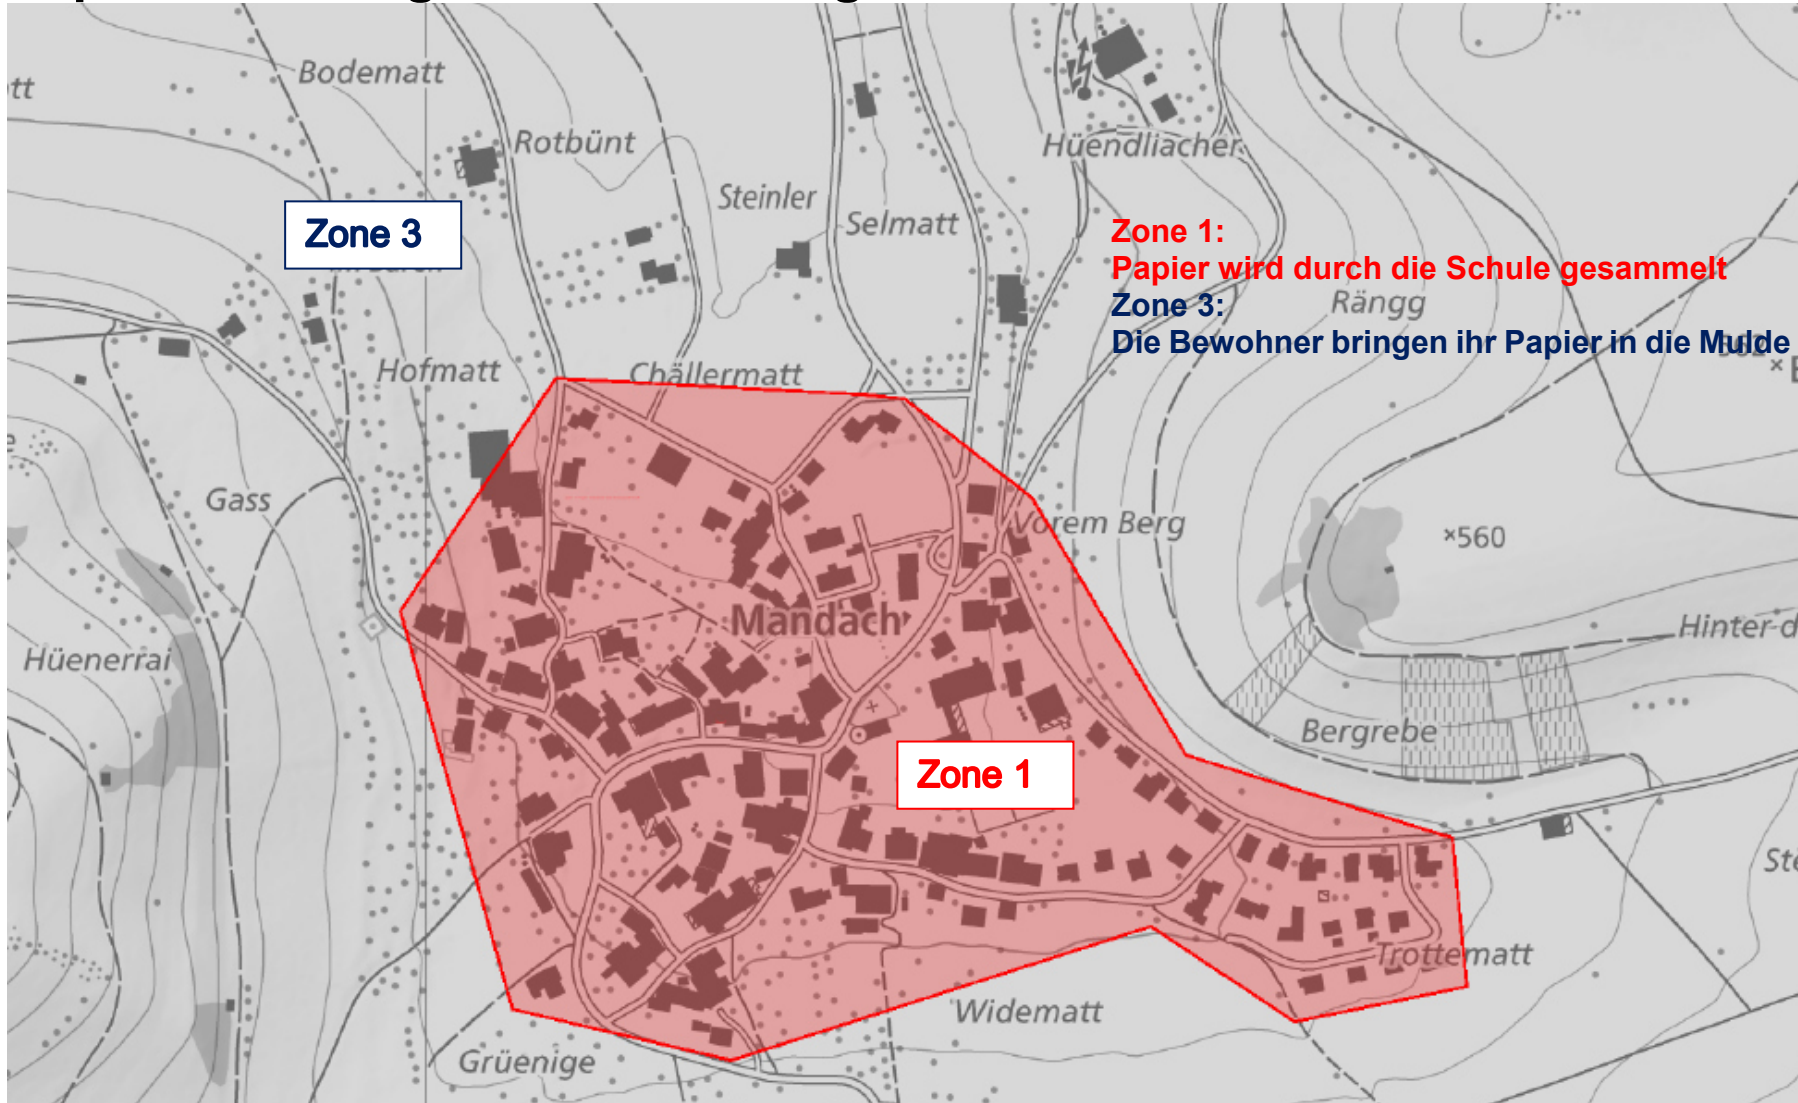 Bodematt
tt
Rotbünt
Hüendliacher
Steinler
Selmatt
Zone 3
Zone 1:
Papier wird durch die Schule gesammelt
Zone 3:
Die Bewohner bringen ihr Papier in die Mulde
Rängg
Hofmatt
Chällermatt
Gass
Vorem Berg
×560
Mandach
Hinter d
Hüenerrai
Bergrebe
Zone 1
Trottematt
Widematt
Grüenige